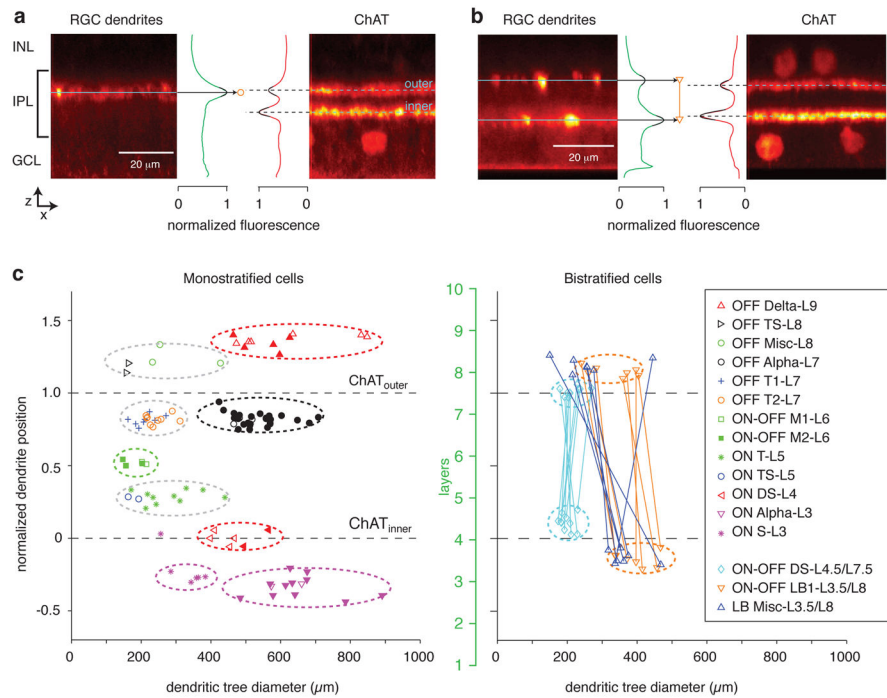 a
RGC dendrites
ChAT
INL
IPL
GCL
outer
inner
20 μm
20 μm
z
x
0 1
1 0
normalized fluorescence
b
RGC dendrites
ChAT
20 μm
20 μm
0 1
1 0
normalized fluorescence
c
Monostratified cells
normalized dendrite position
1.5
1.0
0.5
0
-0.5
ChATouter
ChATinner
0 200 400 600 800 1000
dendritic tree diameter (μm)
Bistratified cells
layers
10
9
8
7
6
5
4
3
2
1
0 200 400 600 800 1000
dendritic tree diameter (μm)
OFF Delta-L9
OFF TS-L8
OFF Misc-L8
OFF Alpha-L7
OFF T1-L7
OFF T2-L7
ON-OFF M1-L6
ON-OFF M2-L6
ON T-L5
ON TS-L5
ON DS-L4
ON Alpha-L3
ON S-L3
ON-OFF DS-L4.5/L7.5
ON-OFF LB1-L3.5/L8
LB Misc-L3.5/L8